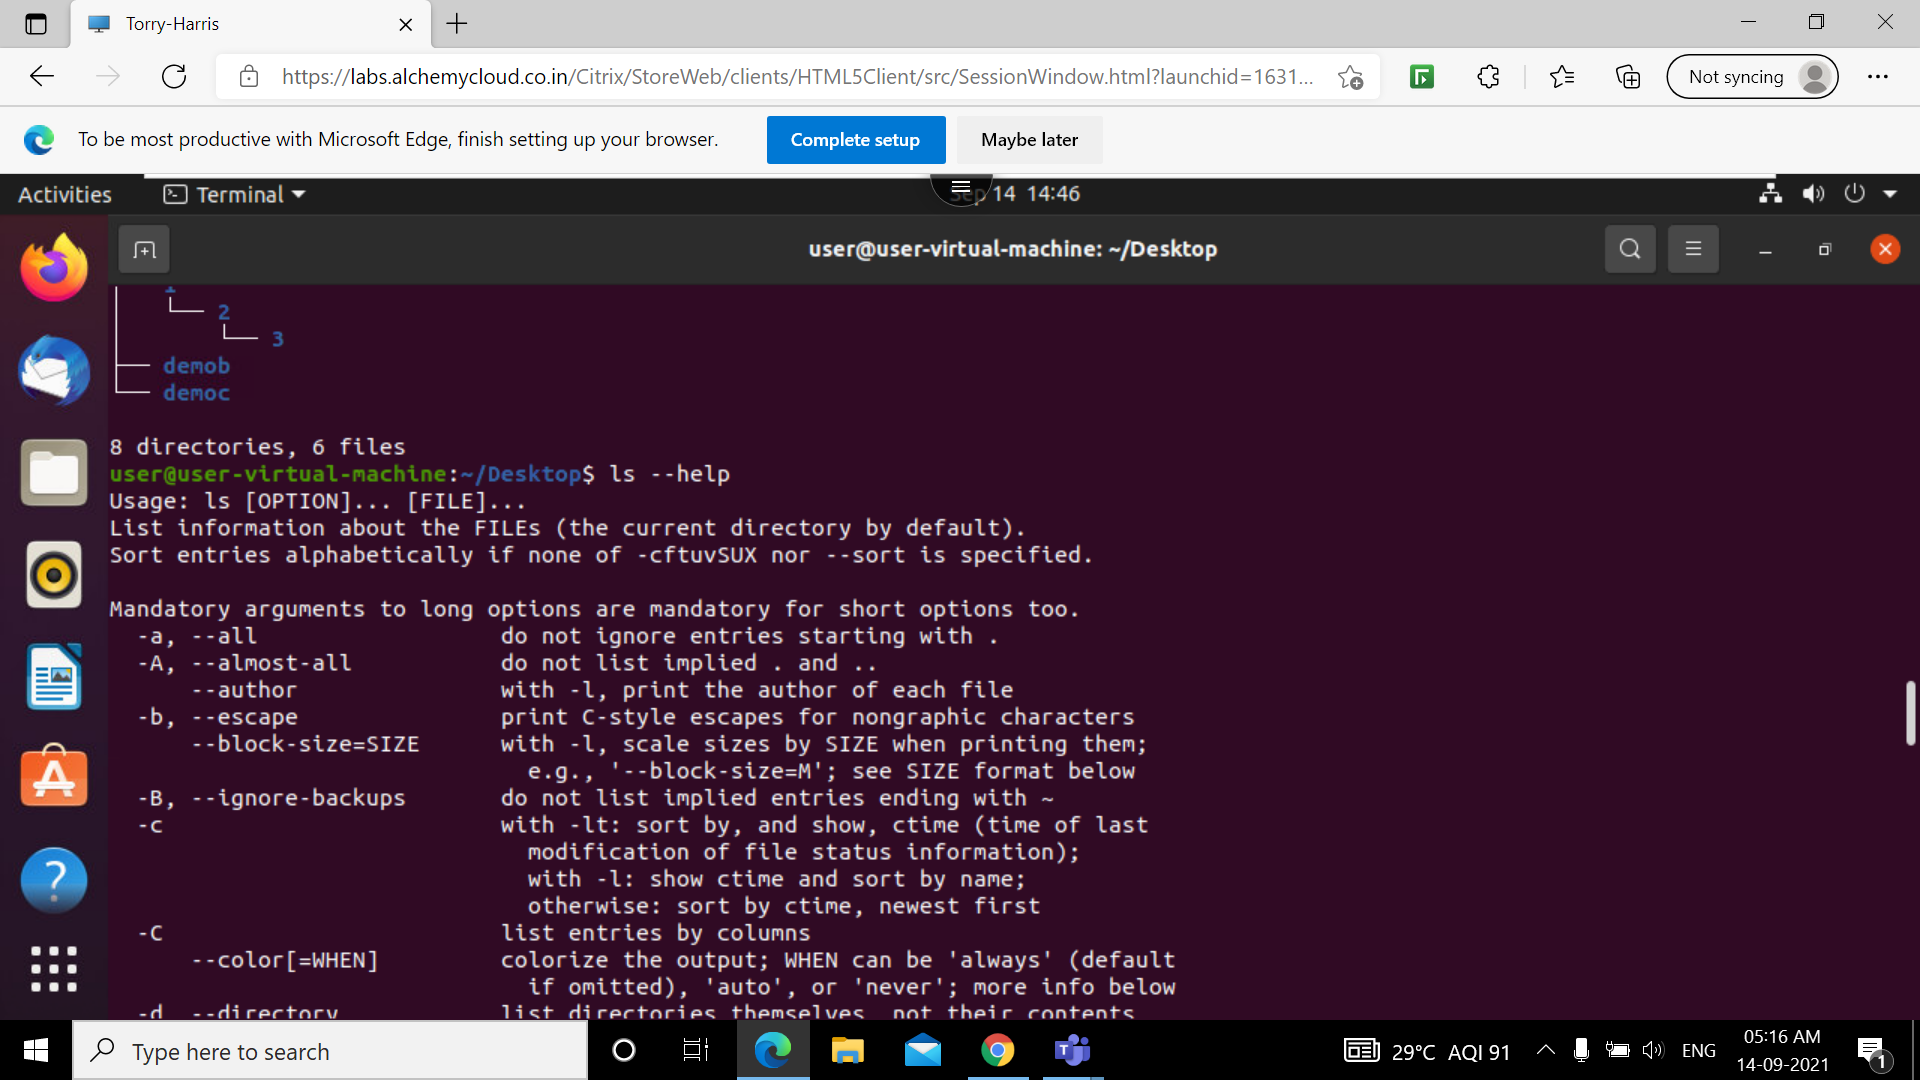 Torry-Harris
https://labs.alchemycloud.co.in/Citrix/StoreWeb/clients/HTML5Client/src/SessionWindow.html?launchid=1631...
Not syncing
To be most productive with Microsoft Edge, finish setting up your browser.
Complete setup
Maybe later
Activities
Terminal
Sep 14 14:46
user@user-virtual-machine: ~/Desktop
1
└── 2
└── 3
├── demob
└── democ
8 directories, 6 files
user@user-virtual-machine:~/Desktop$ ls --help
Usage: ls [OPTION]... [FILE]...
List information about the FILEs (the current directory by default).
Sort entries alphabetically if none of -cftuvSUX nor --sort is specified.
Mandatory arguments to long options are mandatory for short options too.
-a, --all do not ignore entries starting with .
-A, --almost-all do not list implied . and ..
--author with -l, print the author of each file
-b, --escape print C-style escapes for nongraphic characters
--block-size=SIZE with -l, scale sizes by SIZE when printing them;
e.g., '--block-size=M'; see SIZE format below
-B, --ignore-backups do not list implied entries ending with ~
-c with -lt: sort by, and show, ctime (time of last
modification of file status information);
with -l: show ctime and sort by name;
otherwise: sort by ctime, newest first
-C list entries by columns
--color[=WHEN] colorize the output; WHEN can be 'always' (default
if omitted), 'auto', or 'never'; more info below
-d, --directory list directories themselves, not their contents
Type here to search
29°C AQI 91
ENG
05:16 AM
14-09-2021
1